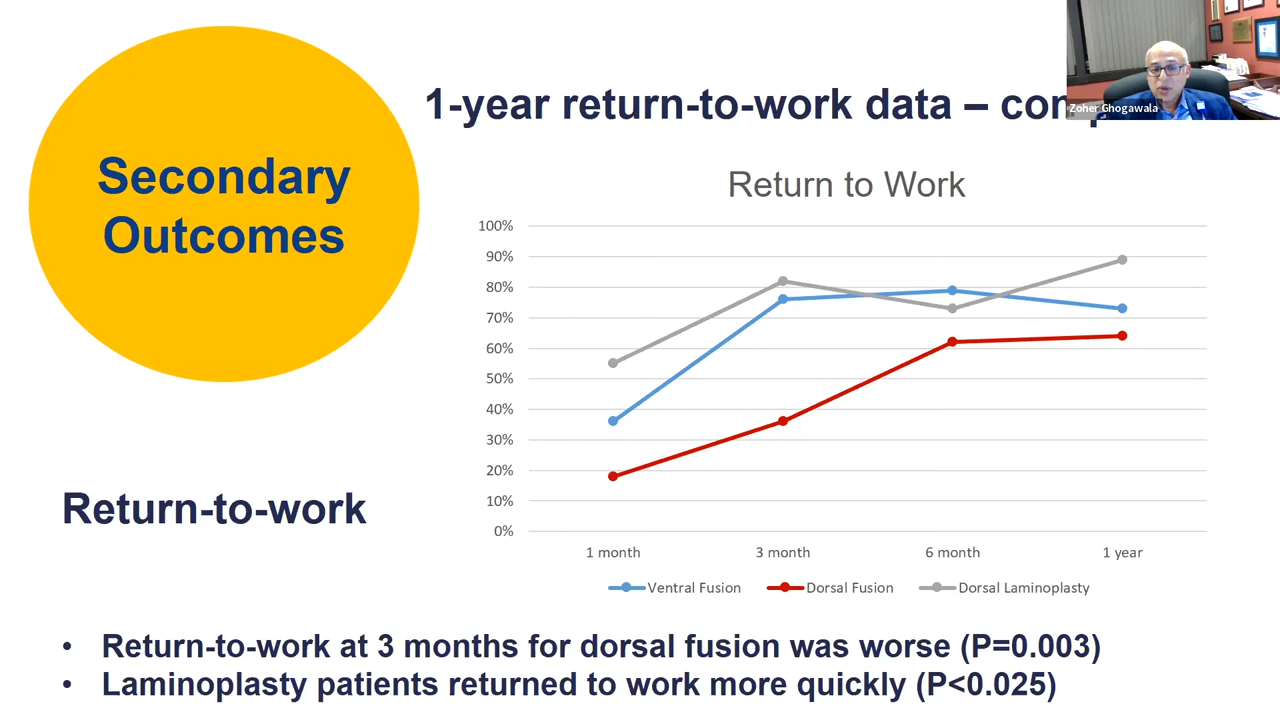 Secondary
Outcomes
1-year return-to-work data –
Zoher Ghogawala
Return to Work
100%
90%
80%
70%
60%
50%
40%
30%
20%
10%
0%
1 month 3 month 6 month 1 year
Ventral Fusion Dorsal Fusion Dorsal Laminoplasty
Return-to-work
• Return-to-work at 3 months for dorsal fusion was worse (P=0.003)
• Laminoplasty patients returned to work more quickly (P<0.025)